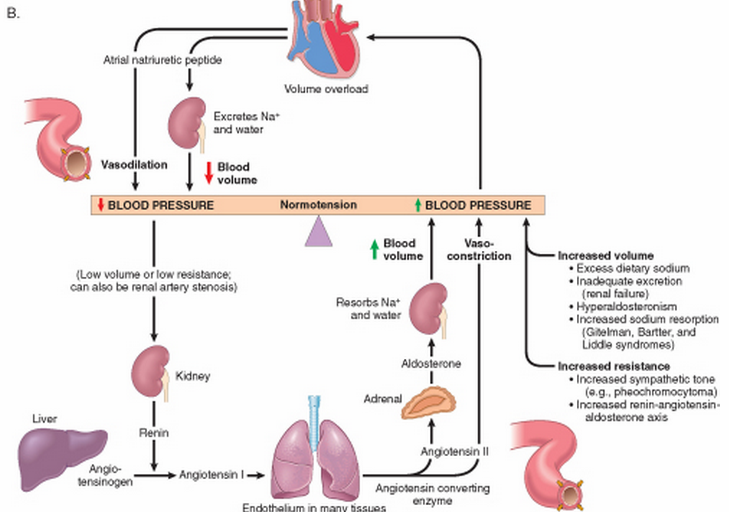 B.
Atrial natriuretic peptide
Volume overload
Excretes Na+
and water
Vasodilation
Blood
volume
BLOOD PRESSURE
Normotension
BLOOD PRESSURE
(Low volume or low resistance;
can also be renal artery stenosis)
Blood
volume
Vaso-
constriction
Resorbs Na+
and water
Increased volume
• Excess dietary sodium
• Inadequate excretion
(renal failure)
• Hyperaldosteronism
• Increased sodium resorption
(Gitelman, Bartter, and
Liddle syndromes)
Increased resistance
• Increased sympathetic tone
(e.g., pheochromocytoma)
• Increased renin-angiotensin-
aldosterone axis
Kidney
Aldosterone
Adrenal
Liver
Renin
Angio-
tensinogen
Angiotensin I
Angiotensin II
Angiotensin converting
enzyme
Endothelium in many tissues